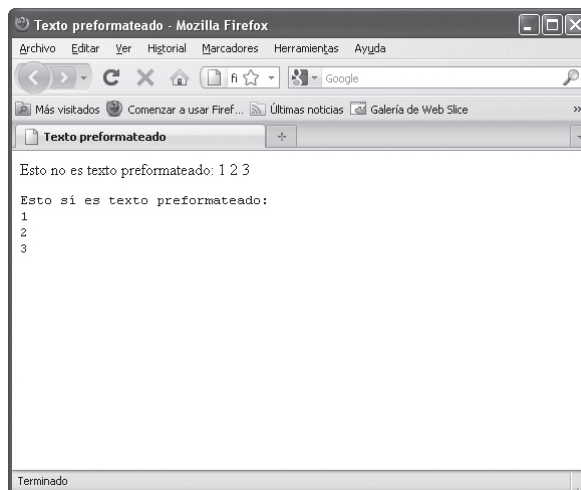 Texto preformateado - Mozilla Firefox
Archivo Editar Ver Historial Marcadores Herramientas Ayuda
fi Google
Más visitados Comenzar a usar Firef... Últimas noticias Galería de Web Slice »
Texto preformateado
Esto no es texto preformateado: 1 2 3
Esto sí es texto preformateado:
1
2
3
Terminado